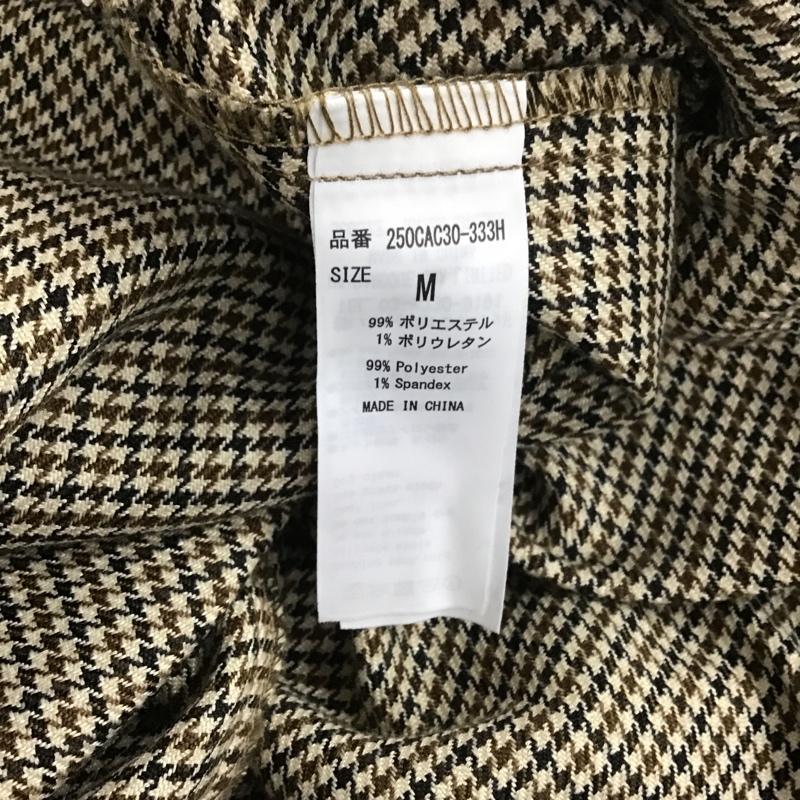 品番 250CAC30-333H
SIZE M
99% ポリエステル
1% ポリウレタン
99% Polyester
1% Spandex
MADE IN CHINA